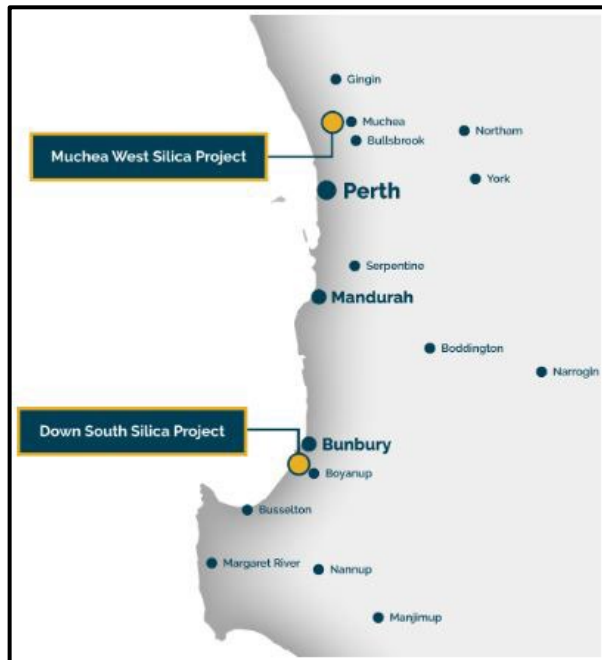 Gingin
Muchea
Northam
Bullsbrook
Muchea West Silica Project
York
Perth
Serpentine
Mandurah
Boddington
Narrogin
Down South Silica Project
Bunbury
Boyanup
Busselton
Margaret River
Nannup
Manjimup